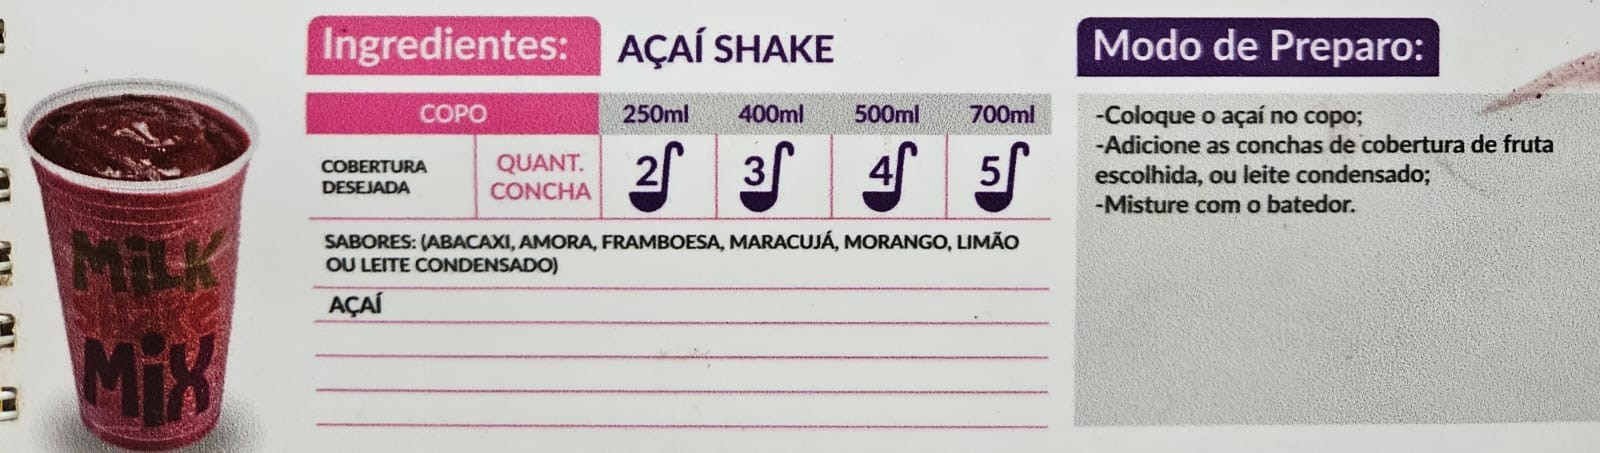 Ingredientes: AÇAÍ SHAKE
COPO 250ml 400ml 500ml 700ml
COBERTURA DESEJADA QUANT. CONCHA 2 3 4 5
SABORES: (ABACAXI, AMORA, FRAMBOESA, MARACUJÁ, MORANGO, LIMÃO
OU LEITE CONDENSADO)
AÇAÍ
Modo de Preparo:
-Coloque o açaí no copo;
-Adicione as conchas de cobertura de fruta
escolhida, ou leite condensado;
-Misture com o batedor.
MiLK
MiX